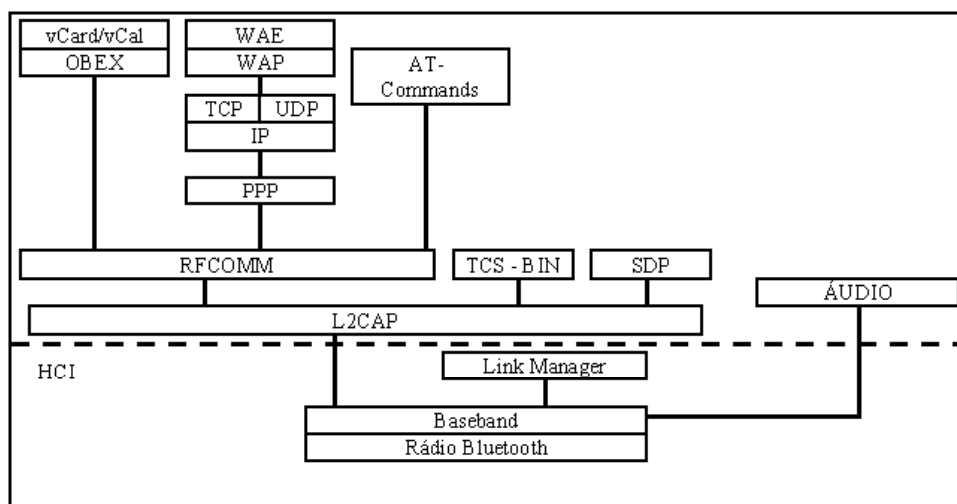 vCard/vCal
OBEX
WAE
WAP
AT-
Commands
TCP
UDP
IP
PPP
RFCOMM
TCS - BIN
SDP
ÁUDIO
L2CAP
HCI
Link Manager
Baseband
Rádio Bluetooth